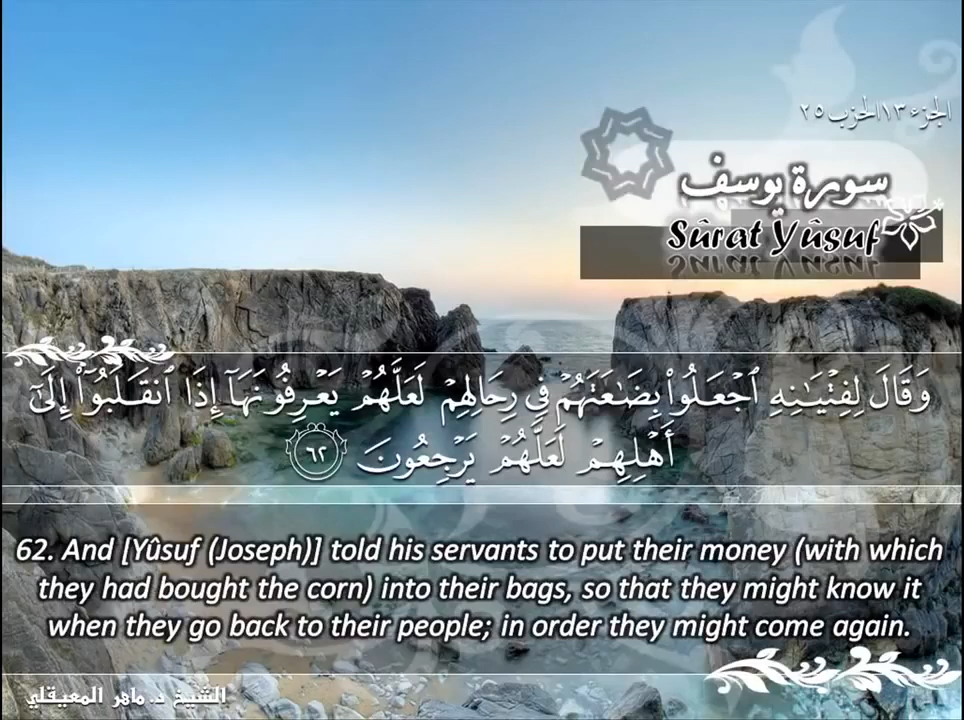 الجزء ١٣ الحزب ٢٥
سورة يوسف
Sûrat Yûsuf
وَقَالَ لِفِتْيَـٰنِهِ ٱجْعَلُوا۟ بِضَـٰعَتَهُمْ فِى رِحَالِهِمْ لَعَلَّهُمْ يَعْرِفُونَهَآ إِذَا ٱنقَلَبُوٓا۟ إِلَىٰٓ
أَهْلِهِمْ لَعَلَّهُمْ يَرْجِعُونَ ٦٢
62. And [Yûsuf (Joseph)] told his servants to put their money (with which
they had bought the corn) into their bags, so that they might know it
when they go back to their people; in order they might come again.
الشيخ د. ماهر المعيقلي